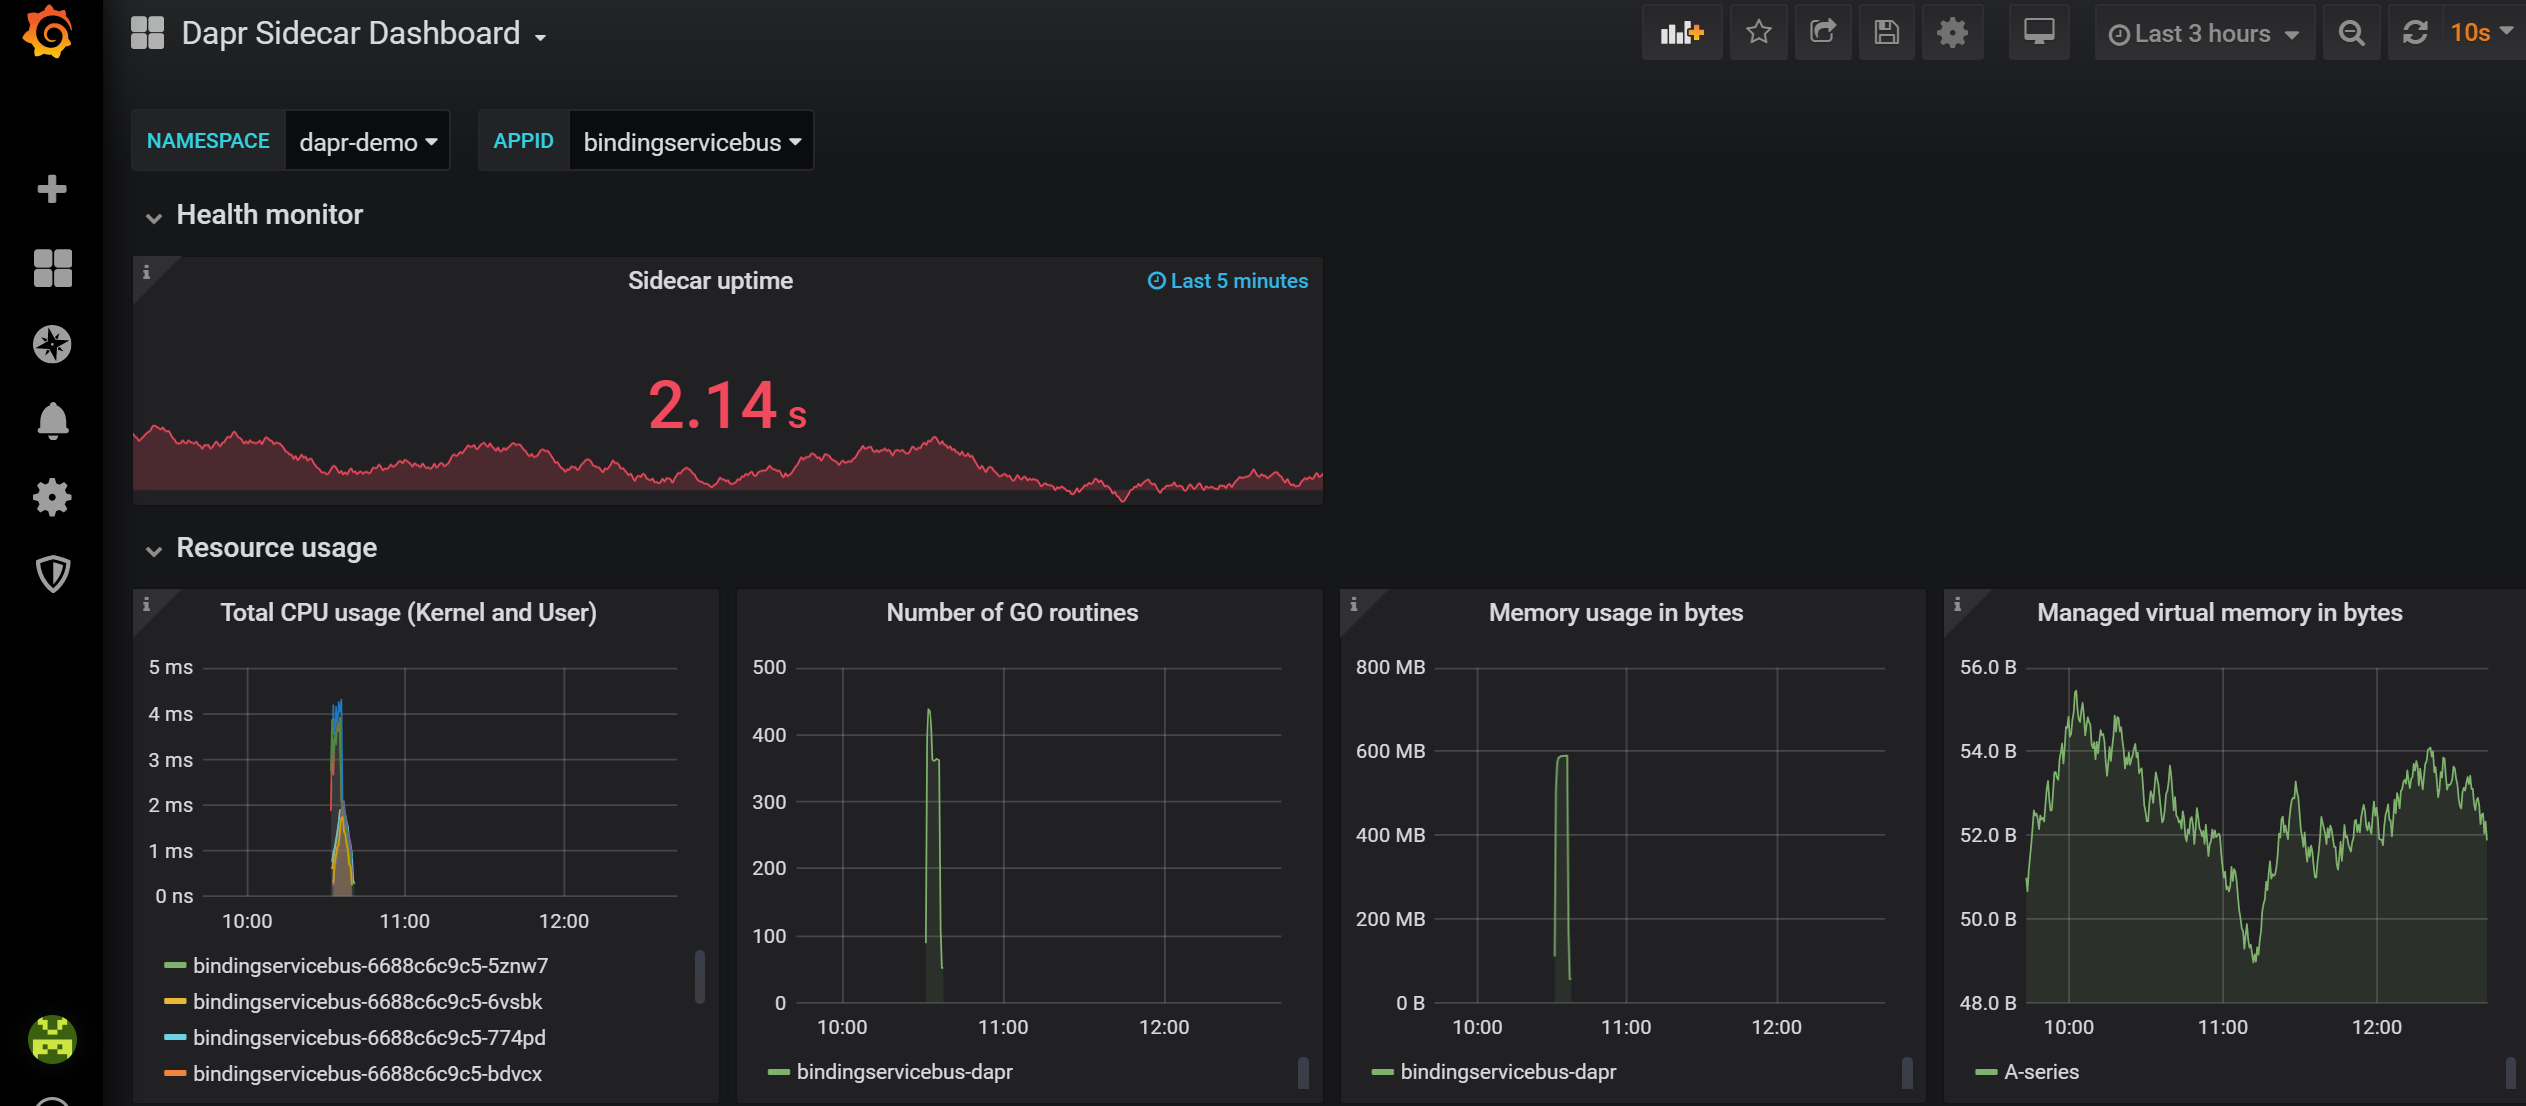 Dapr Sidecar Dashboard
Last 3 hours
10s
NAMESPACE dapr-demo
APPID bindingservicebus
Health monitor
Sidecar uptime
Last 5 minutes
2.14 s
Resource usage
Total CPU usage (Kernel and User)
5 ms
4 ms
3 ms
2 ms
1 ms
0 ns
10:00 11:00 12:00
bindingservicebus-6688c6c9c5-5znw7
bindingservicebus-6688c6c9c5-6vsbk
bindingservicebus-6688c6c9c5-774pd
bindingservicebus-6688c6c9c5-bdvcx
Number of GO routines
500
400
300
200
100
0
10:00 11:00 12:00
bindingservicebus-dapr
Memory usage in bytes
800 MB
600 MB
400 MB
200 MB
0 B
10:00 11:00 12:00
bindingservicebus-dapr
Managed virtual memory in bytes
56.0 B
54.0 B
52.0 B
50.0 B
48.0 B
10:00 11:00 12:00
A-series